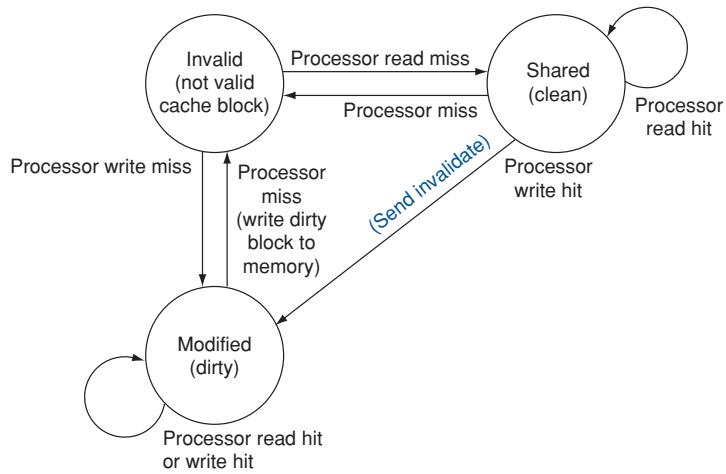 Invalid
(not valid
cache block)
Processor read miss
Processor miss
Shared
(clean)
Processor
read hit
Processor write miss
Processor
miss
(write dirty
block to
memory)
(Send invalidate)
Processor
write hit
Modified
(dirty)
Processor read hit
or write hit